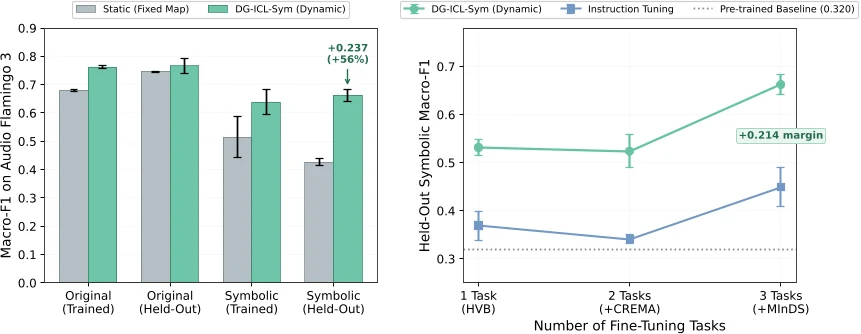 Static (Fixed Map)
DG-ICL-Sym (Dynamic)
Macro-F1 on Audio Flamingo 3
0.9
0.8
0.7
0.6
0.5
0.4
0.3
0.2
0.1
0.0
+0.237
(+56%)
Original
(Trained)
Original
(Held-Out)
Symbolic
(Trained)
Symbolic
(Held-Out)
DG-ICL-Sym (Dynamic)
Instruction Tuning
Pre-trained Baseline (0.320)
Held-Out Symbolic Macro-F1
0.7
0.6
0.5
0.4
0.3
+0.214 margin
1 Task
(HVB)
2 Tasks
(+CREMA)
3 Tasks
(+MInDS)
Number of Fine-Tuning Tasks